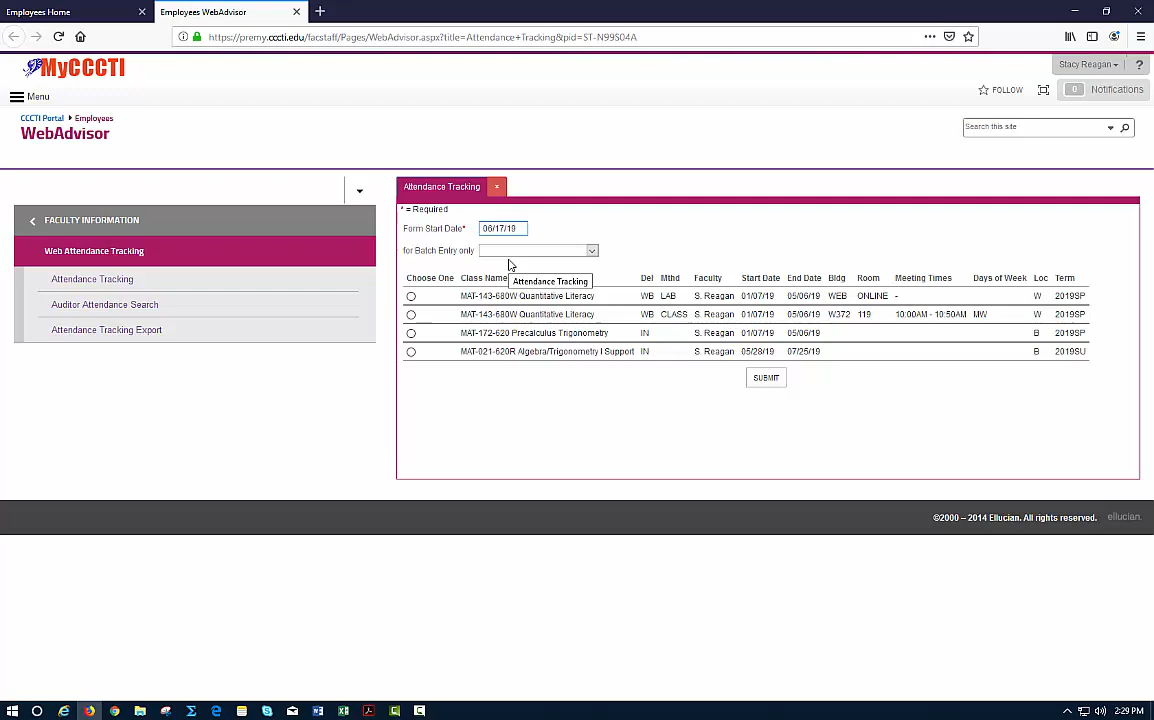 Employees Home
Employees WebAdvisor
https://premy.cccti.edu/facstaff/Pages/WebAdvisor.aspx?title=Attendance+Tracking&pid=ST-N99S04A
MyCCCTI
Stacy Reagan
?
Menu
FOLLOW
0 Notifications
CCCTI Portal Employees
WebAdvisor
Search this site
FACULTY INFORMATION
Web Attendance Tracking
Attendance Tracking
Auditor Attendance Search
Attendance Tracking Export
Attendance Tracking x
* = Required
Form Start Date* 06/17/19
for Batch Entry only
Attendance Tracking
Choose One Class Name Del Mthd Faculty Start Date End Date Bldg Room Meeting Times Days of Week Loc Term
MAT-143-680W Quantitative Literacy WB LAB S. Reagan 01/07/19 05/06/19 WEB ONLINE - W 2019SP
MAT-143-680W Quantitative Literacy WB CLASS S. Reagan 01/07/19 05/06/19 W372 119 10:00AM - 10:50AM MW W 2019SP
MAT-172-620 Precalculus Trigonometry IN S. Reagan 01/07/19 05/06/19 B 2019SP
MAT-021-620R Algebra/Trigonometry I Support IN S. Reagan 05/28/19 07/25/19 B 2019SU
SUBMIT
©2000 – 2014 Ellucian. All rights reserved. ellucian.
2:29 PM